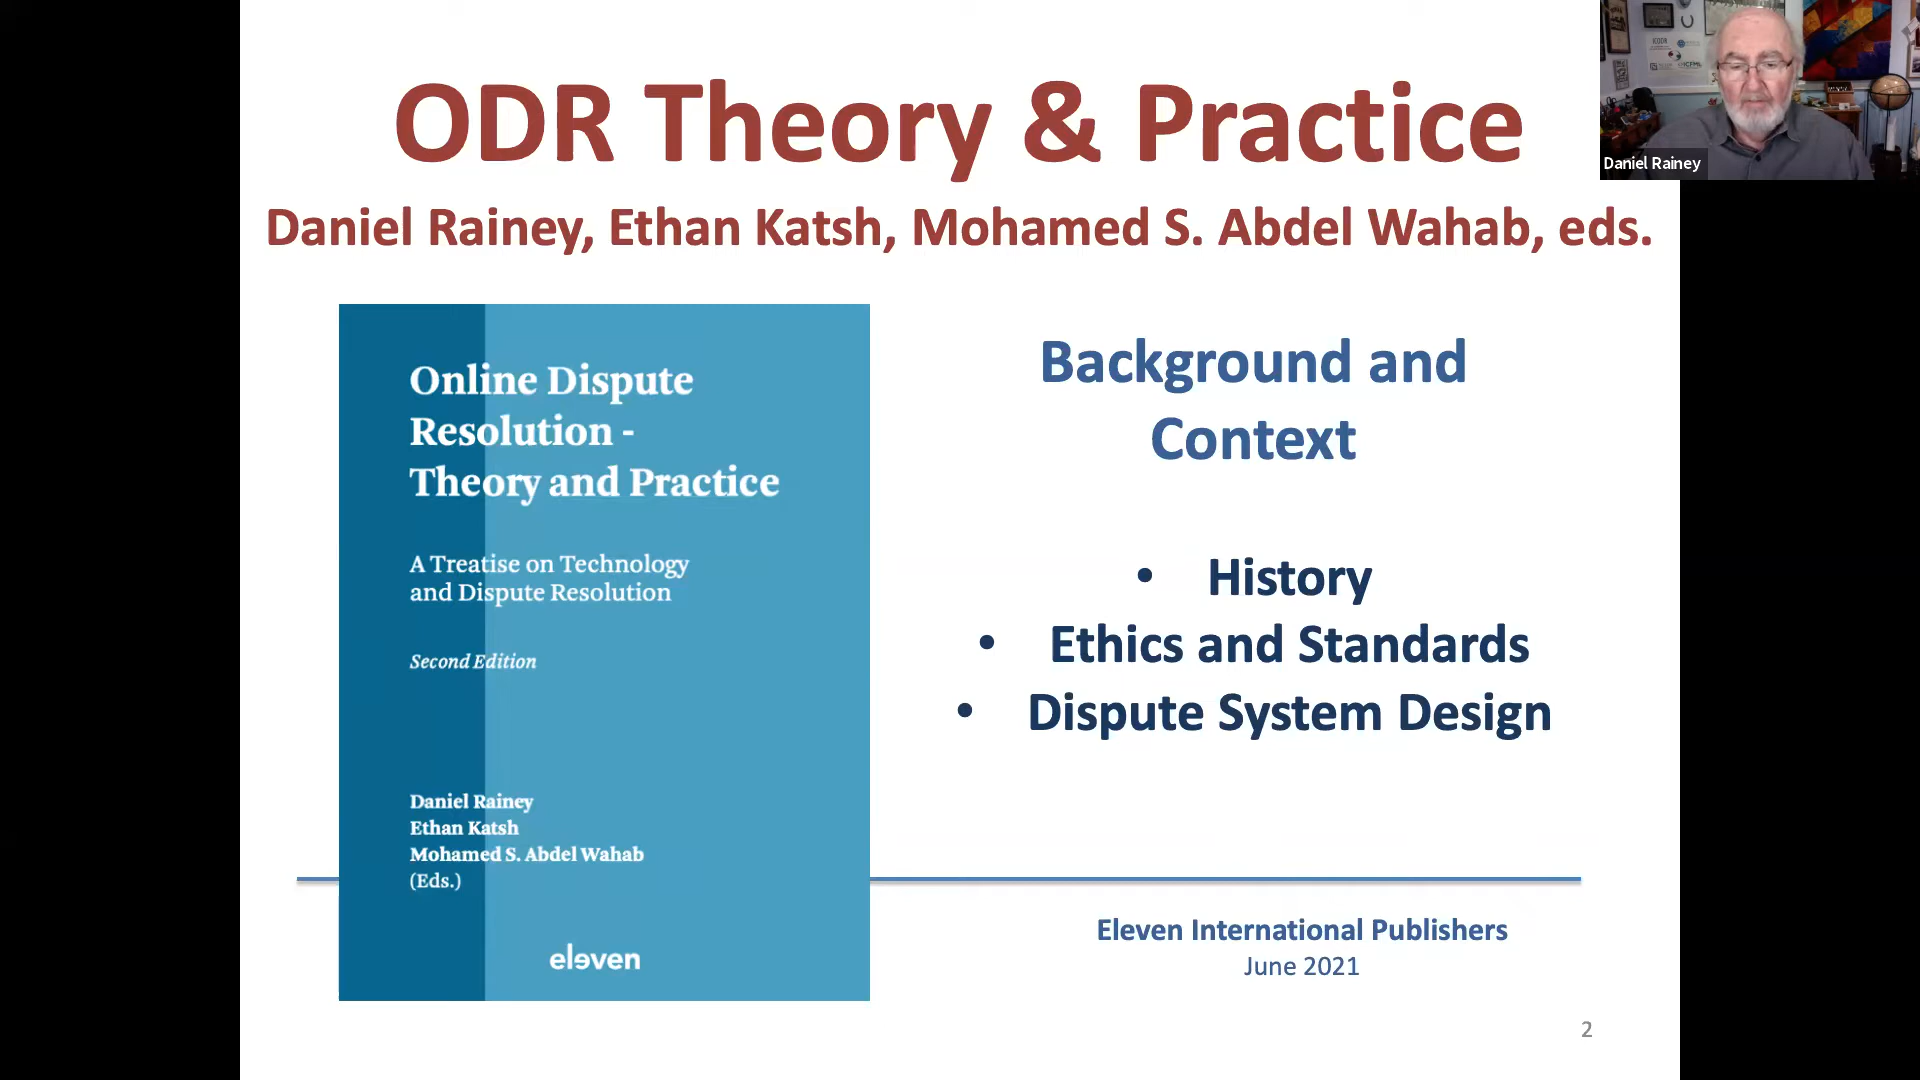 ODR Theory & Practice
Daniel Rainey, Ethan Katsh, Mohamed S. Abdel Wahab, eds.
Daniel Rainey
Online Dispute
Resolution -
Theory and Practice
A Treatise on Technology
and Dispute Resolution
Second Edition
Daniel Rainey
Ethan Katsh
Mohamed S. Abdel Wahab
(Eds.)
eleven
Background and
Context
• History
• Ethics and Standards
• Dispute System Design
Eleven International Publishers
June 2021
2